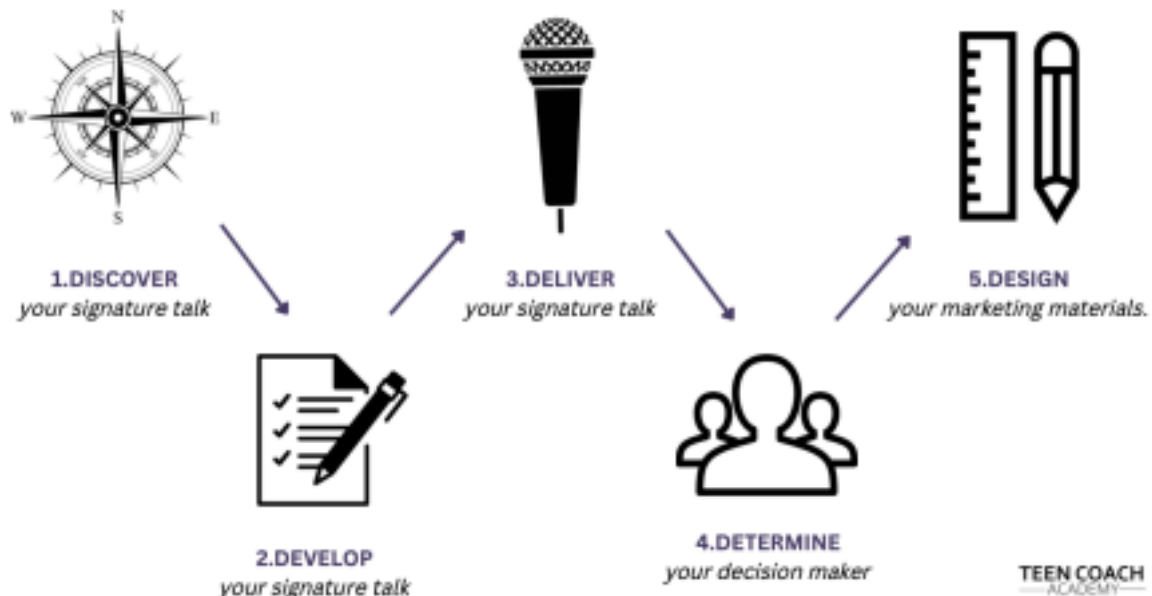 N
W
E
S
1.DISCOVER
your signature talk
2.DEVELOP
your signature talk
3.DELIVER
your signature talk
4.DETERMINE
your decision maker
5.DESIGN
your marketing materials.
TEEN COACH
ACADEMY